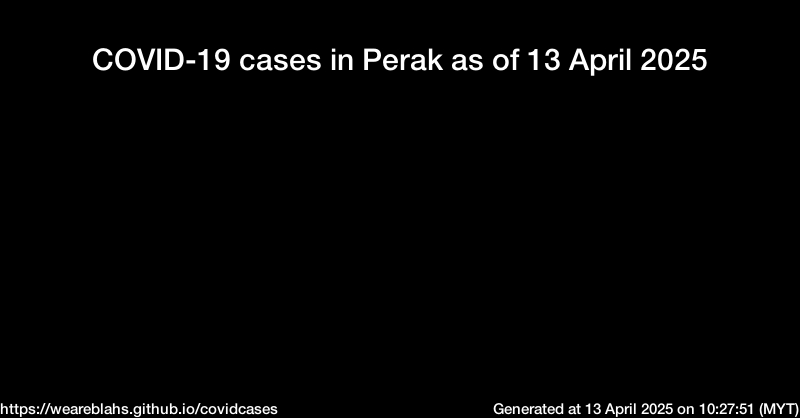 COVID-19 cases in Perak as of 13 April 2025
https://weareblahs.github.io/covidcases
Generated at 13 April 2025 on 10:27:51 (MYT)